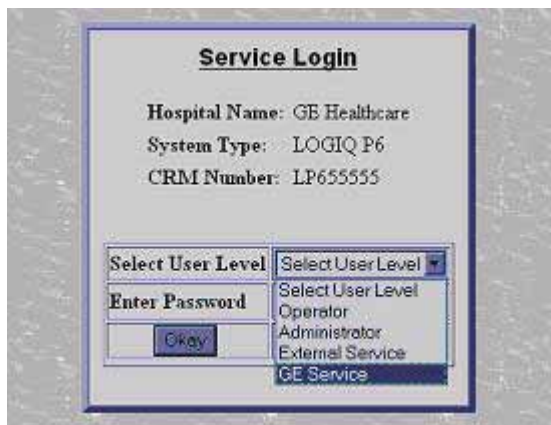 Service Login
Hospital Name: GE Healthcare
System Type: LOGIQ P6
CRM Number: LP655555
Select User Level Select User Level
Select User Level
Enter Password
Operator
Administrator
Okay
External Service
GE Service